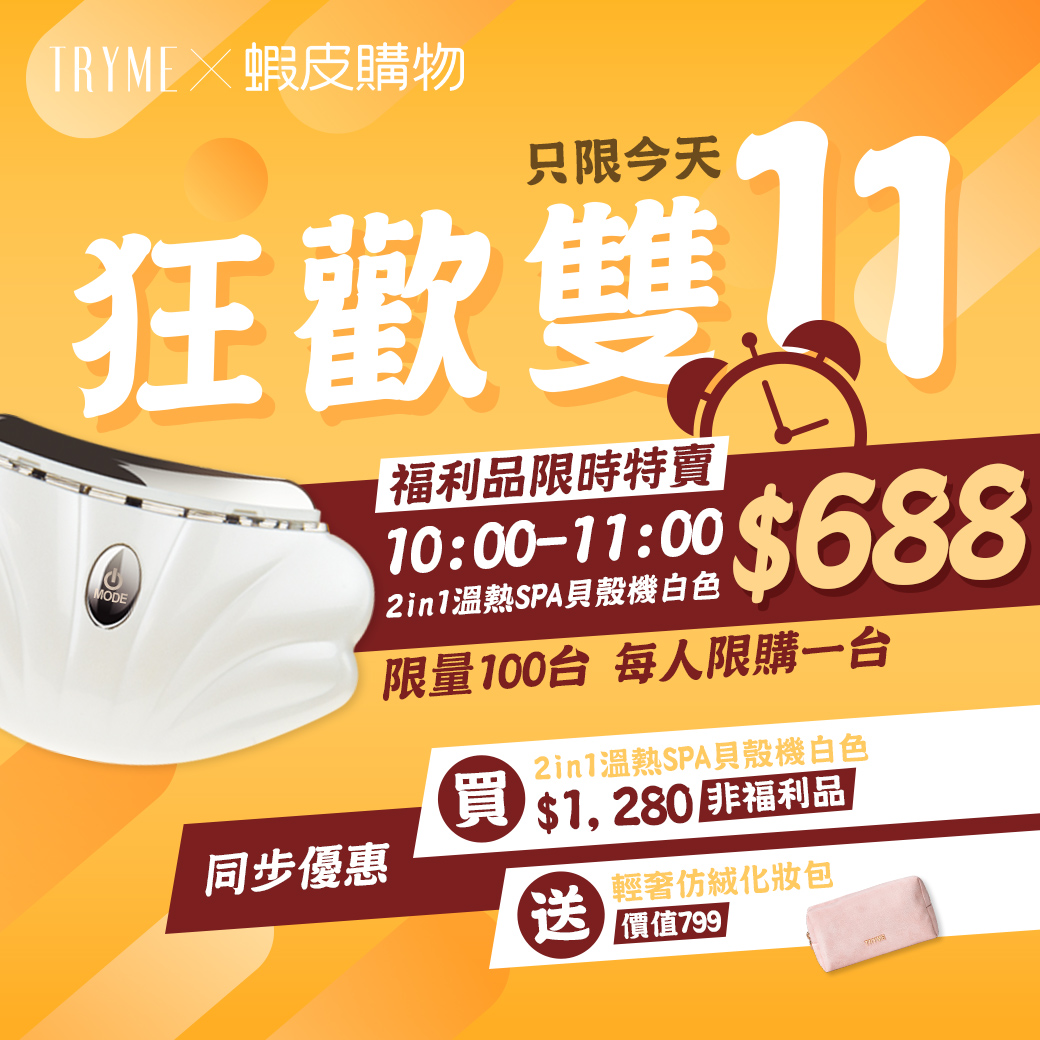 TRYME×蝦皮購物
只限今天
狂歡雙11
福利品限時特賣
10:00-11:00
$688
2in1溫熱SPA貝殼機白色
限量100台 每人限購一台
MODE
同步優惠
買
2in1溫熱SPA貝殼機白色
$1,280 非福利品
送
輕奢仿絨化妝包
價值799